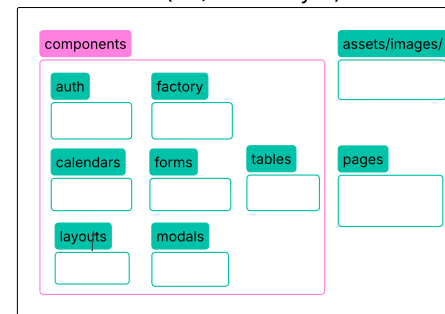 components
assets/images/
auth
factory
calendars
forms
tables
pages
layouts
modals